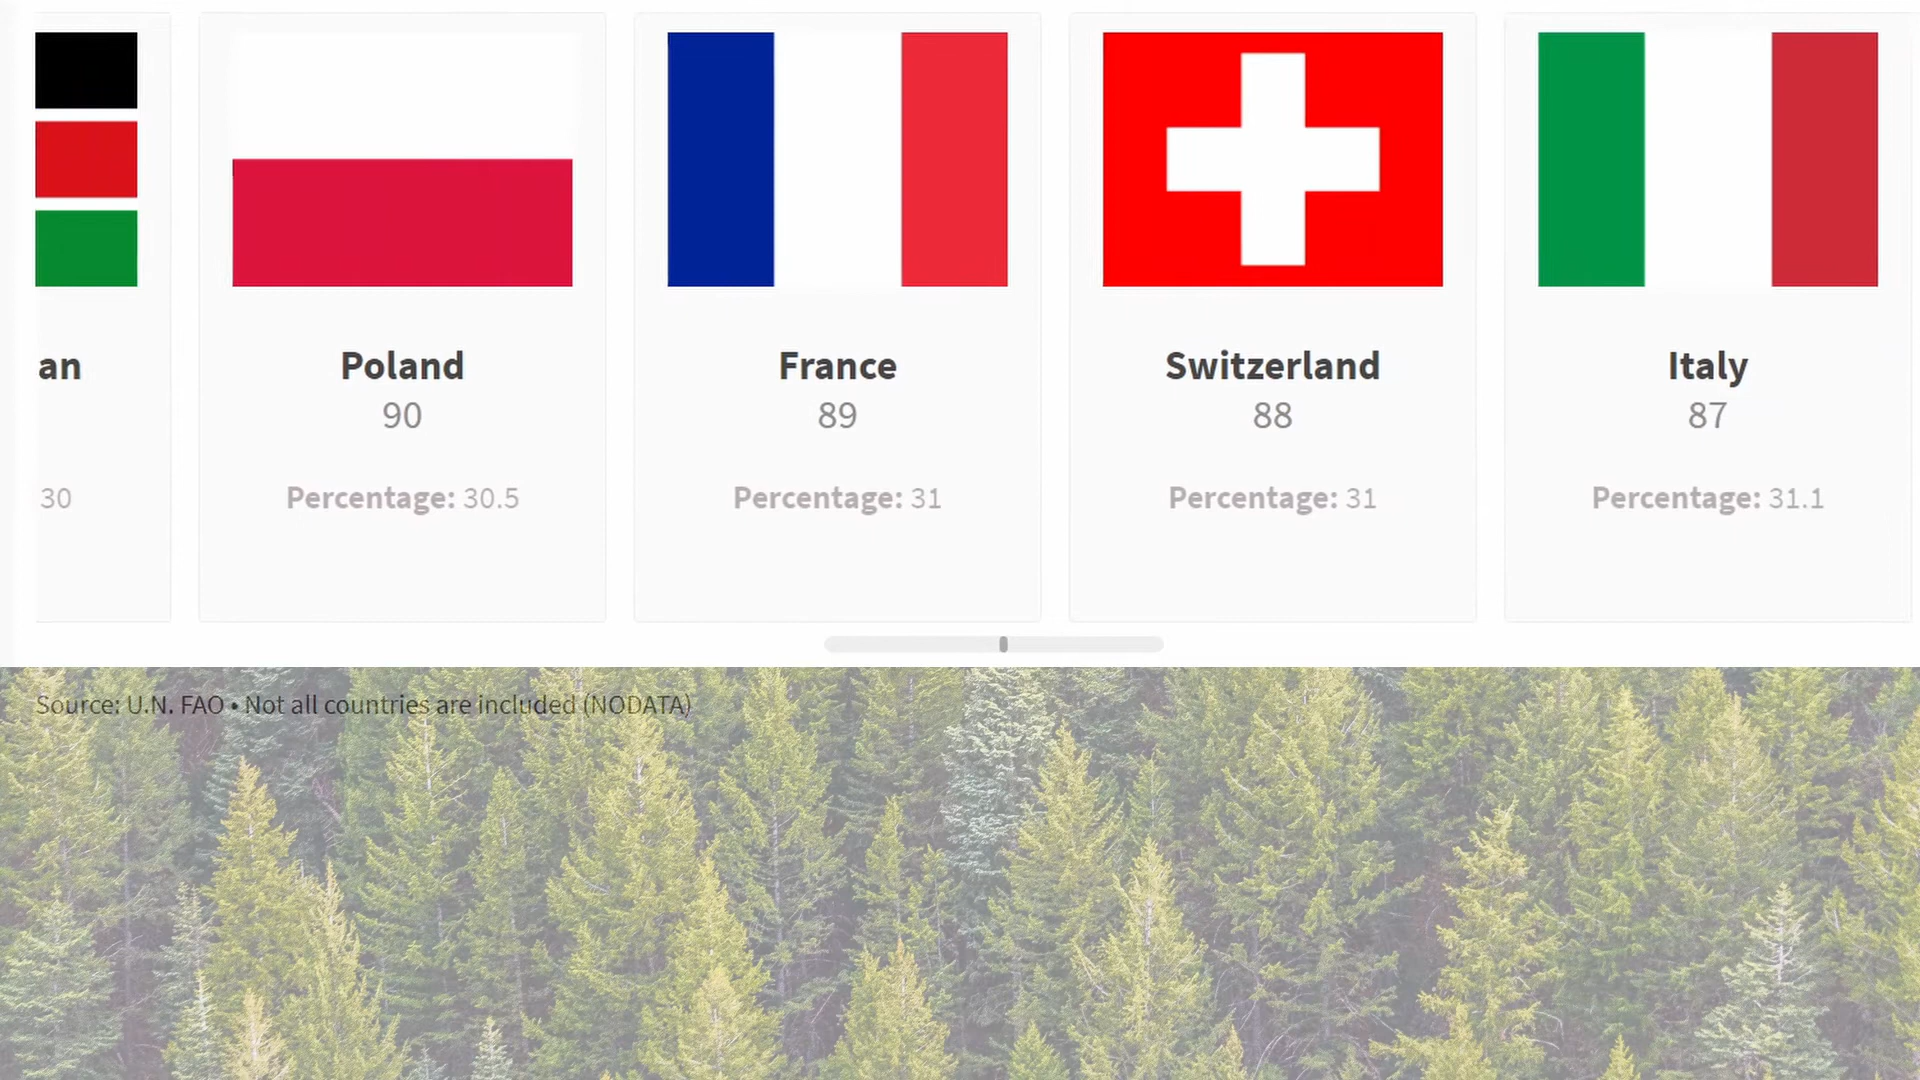 an
30
Poland
90
Percentage: 30.5
France
89
Percentage: 31
Switzerland
88
Percentage: 31
Italy
87
Percentage: 31.1
Source: U.N. FAO • Not all countries are included (NODATA)